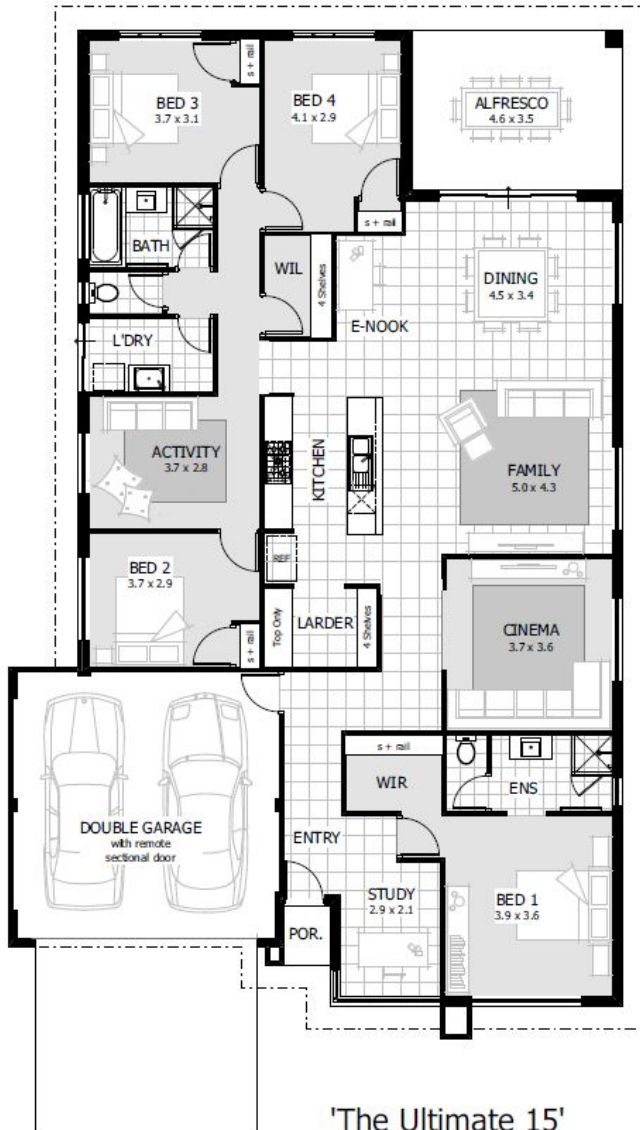 s + rail
BED 3
3.7 x 3.1
BED 4
4.1 x 2.9
ALFRESCO
4.6 x 3.5
s + rail
BATH
WIL
4 Shelves
DINING
4.5 x 3.4
E-NOOK
L'DRY
ACTIVITY
3.7 x 2.8
KITCHEN
FAMILY
5.0 x 4.3
REF
BED 2
3.7 x 2.9
s + rail
Top Only
LARDER
4 Shelves
CINEMA
3.7 x 3.6
s + rail
WIR
ENS
DOUBLE GARAGE
with remote
sectional door
ENTRY
STUDY
2.9 x 2.1
BED 1
3.9 x 3.6
POR.
'The Ultimate 15'